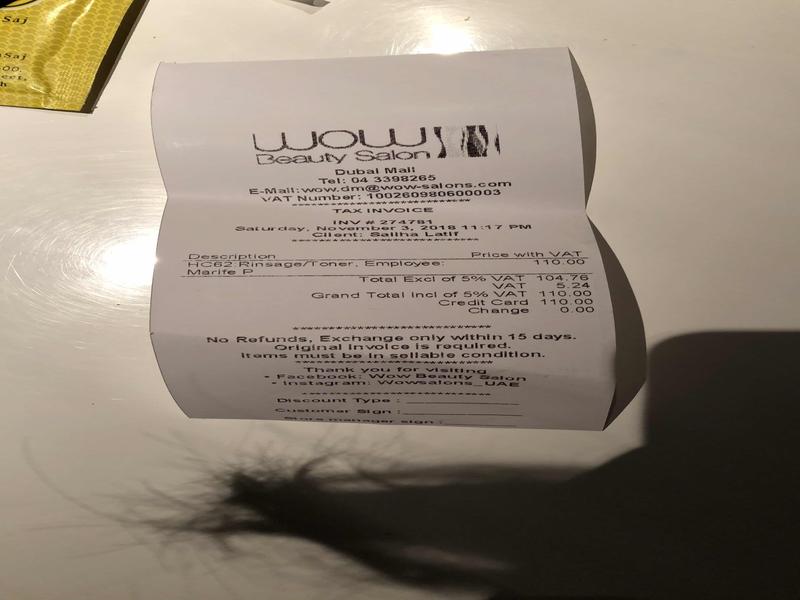 Saj
Saj
00.
eet,
h
WOW
Beauty Salon
Dubai Mall
Tel: 04 3398265
E-Mail:wow.dm@wow-salons.com
VAT Number: 100260980600003
******************************
TAX INVOICE
INV # 274781
Saturday, November 3, 2018 11:17 PM
Client: Saliha Latif
******************************
Description Price with VAT
HC62 Rinsage/Toner, Employee: 110.00
Marife P
Total Excl of 5% VAT 104.76
VAT 5.24
Grand Total Incl of 5% VAT 110.00
Credit Card 110.00
Change 0.00
******************************
No Refunds, Exchange only within 15 days.
Original Invoice is required.
Items must be in sellable condition.
******************************
Thank you for visiting
• Facebook: Wow Beauty Salon
• Instagram: Wowsalons_UAE
******************************
Discount Type : ______________
Customer Sign : ______________
Store manager sign : ______________